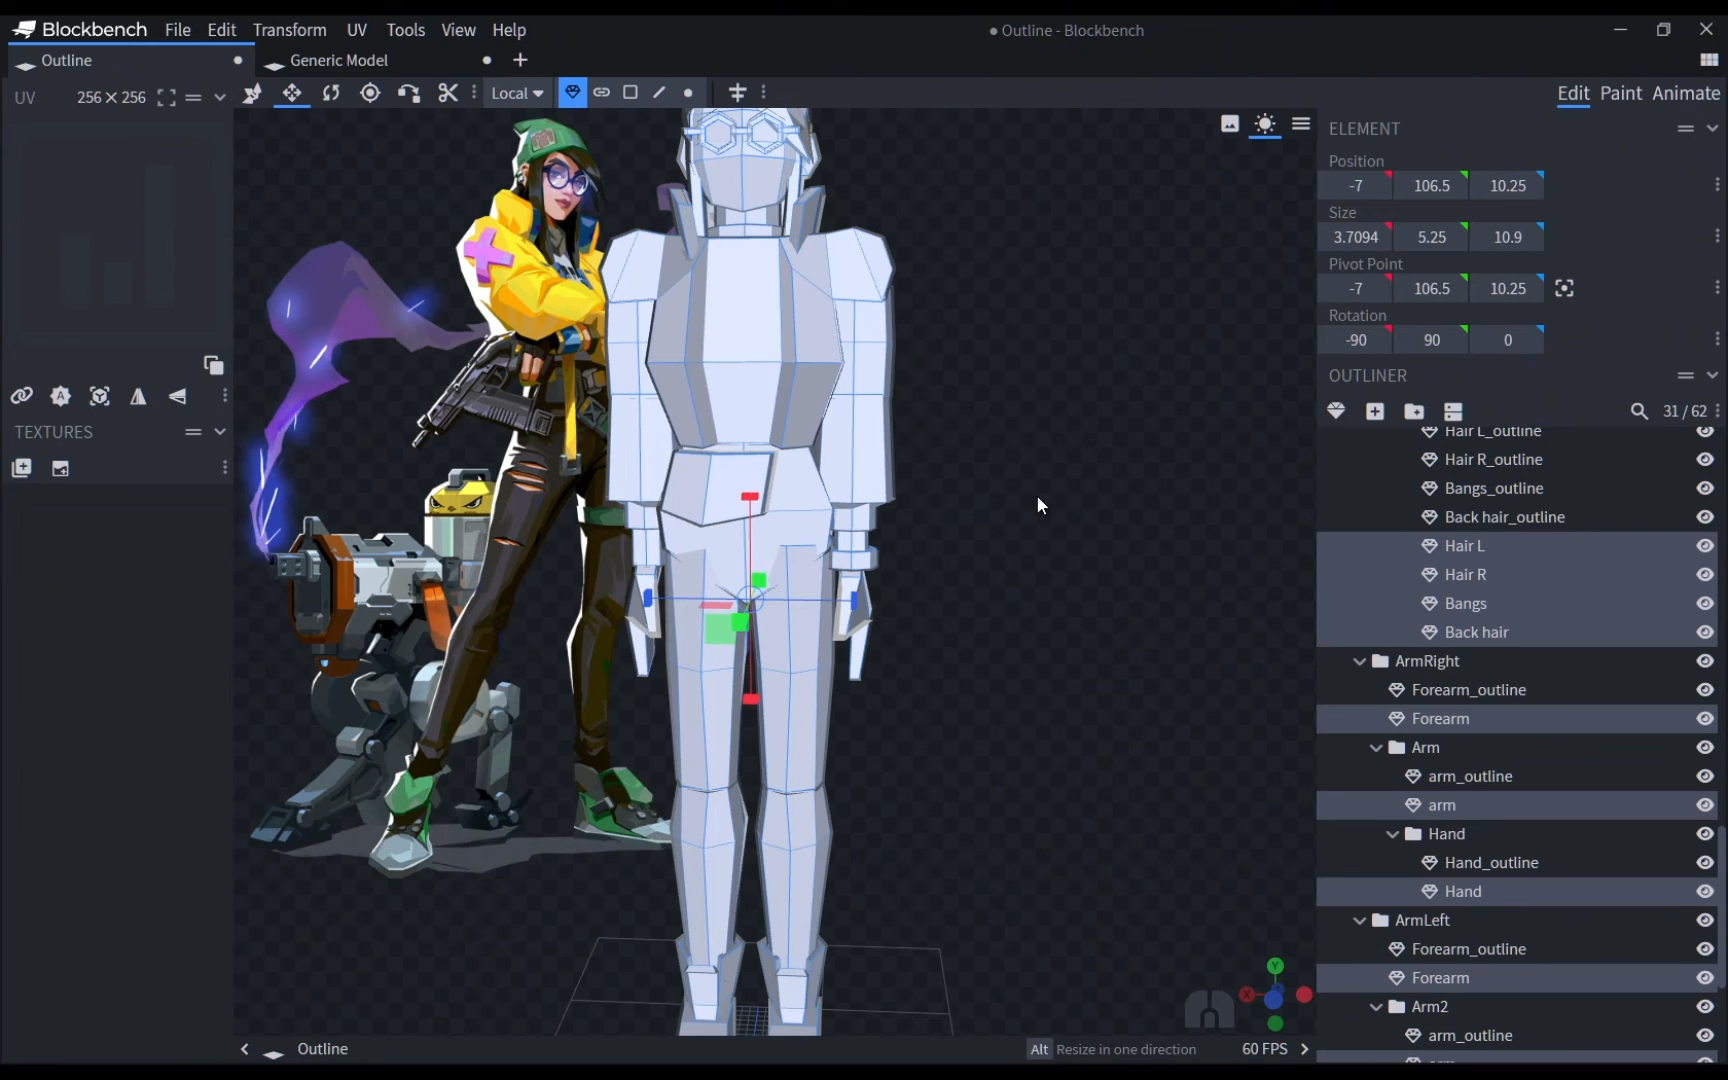 Blockbench File Edit Transform UV Tools View Help
Outline - Blockbench
Outline
Generic Model
UV 256×256
Local
Edit Paint Animate
ELEMENT
Position
-7 106.5 10.25
Size
3.7094 5.25 10.9
Pivot Point
-7 106.5 10.25
Rotation
-90 90 0
OUTLINER
31 / 62
TEXTURES
Hair L_outline
Hair R_outline
Bangs_outline
Back hair_outline
Hair L
Hair R
Bangs
Back hair
ArmRight
Forearm_outline
Forearm
Arm
arm_outline
arm
Hand
Hand_outline
Hand
ArmLeft
Forearm_outline
Forearm
Arm2
arm_outline
Y
X
Outline
Alt Resize in one direction
60 FPS